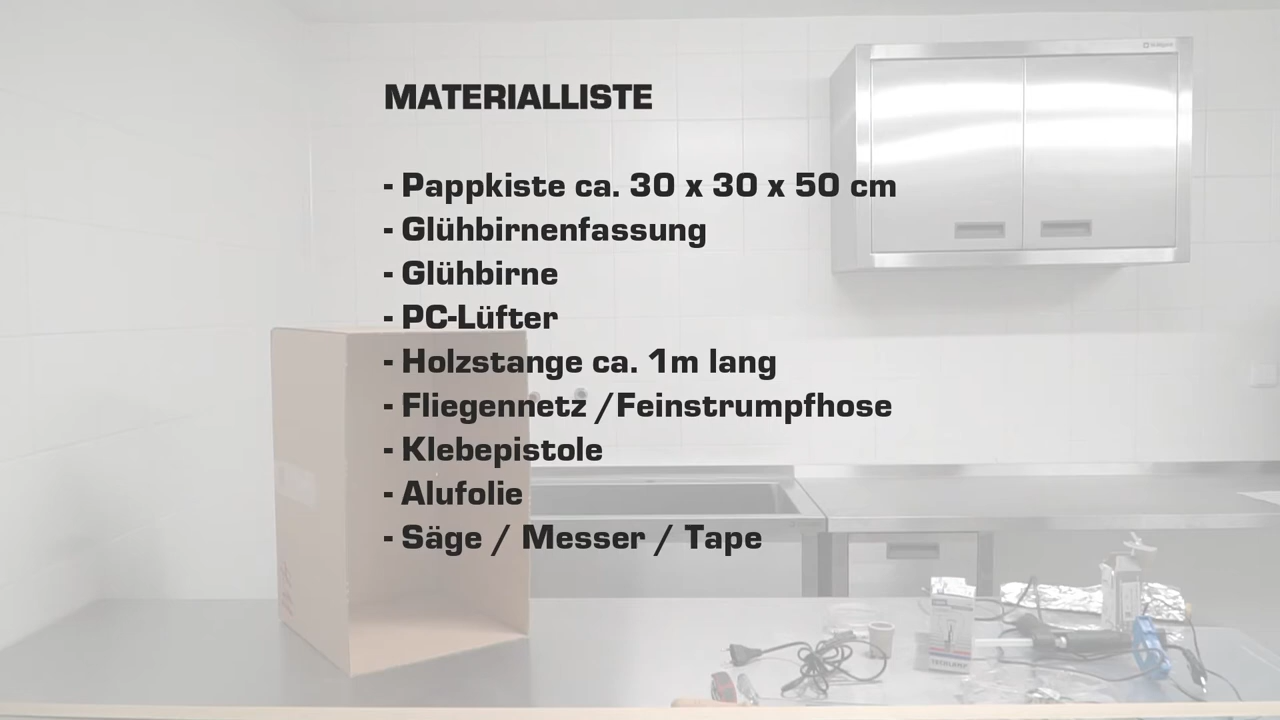 MATERIALLISTE
- Pappkiste ca. 30 x 30 x 50 cm
- Glühbirnenfassung
- Glühbirne
- PC-Lüfter
- Holzstange ca. 1m lang
- Fliegennetz /Feinstrumpfhose
- Klebepistole
- Alufolie
- Säge / Messer / Tape